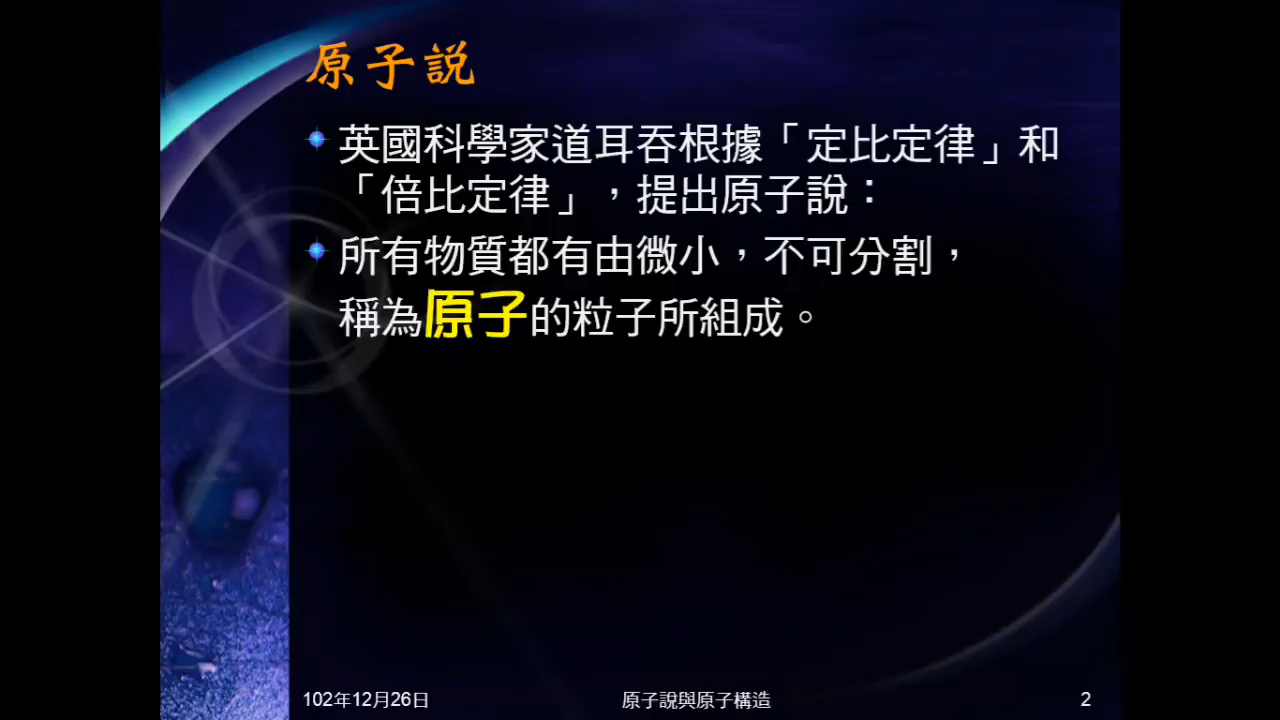 原子說
英國科學家道耳吞根據「定比定律」和
「倍比定律」，提出原子說：
所有物質都有由微小，不可分割，
稱為原子的粒子所組成。
102年12月26日
原子說與原子構造
2